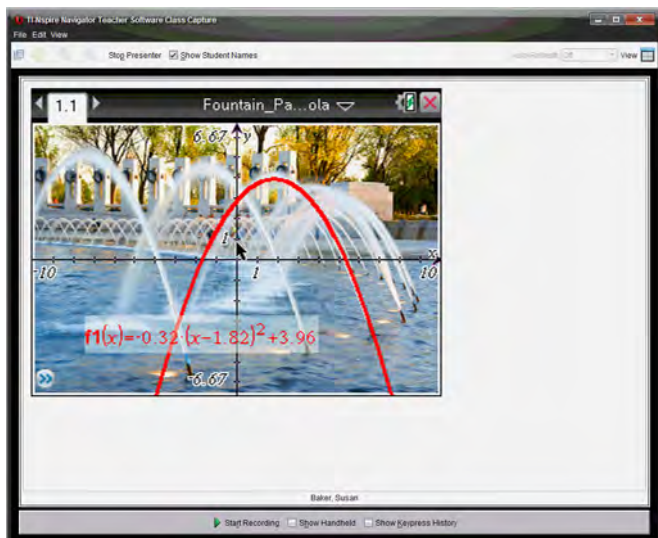 TI-Nspire Navigator Teacher Software Class Capture
File Edit View
Stop Presenter Show Student Names
View
1.1 Fountain_Pa...ola
6.67 y
1
x
-10 1 10
f1(x)=-0.32·(x-1.82)²+3.96
-6.67
Baker, Susan
Start Recording Show Handheld Show Keypress History